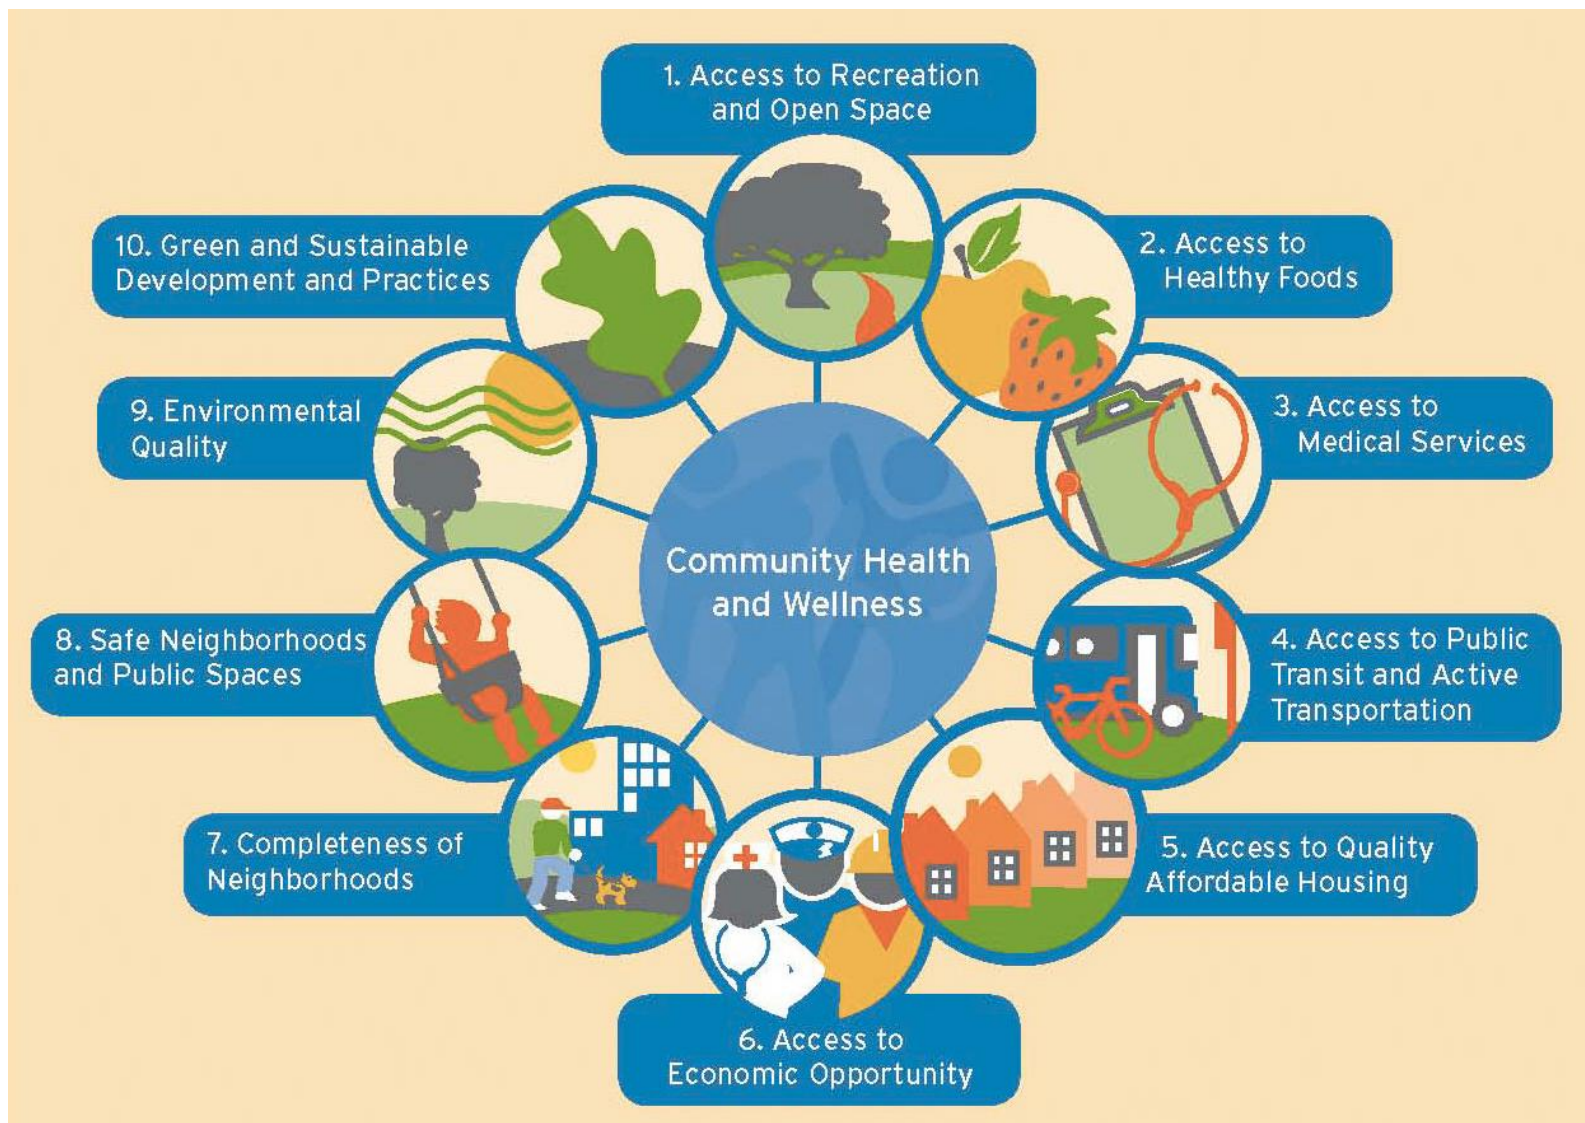 1. Access to Recreation
and Open Space
2. Access to
Healthy Foods
3. Access to
Medical Services
4. Access to Public
Transit and Active
Transportation
5. Access to Quality
Affordable Housing
6. Access to
Economic Opportunity
7. Completeness of
Neighborhoods
8. Safe Neighborhoods
and Public Spaces
9. Environmental
Quality
10. Green and Sustainable
Development and Practices
Community Health
and Wellness